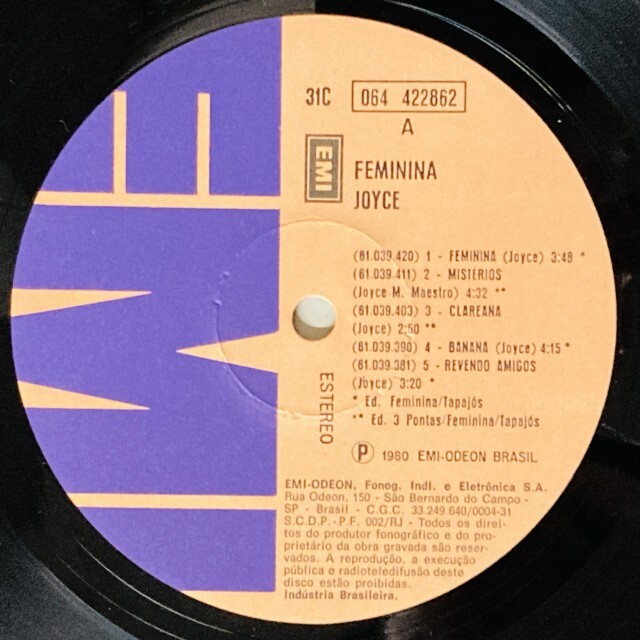 31C 064 422862
A
EMI
FEMININA
JOYCE
(61.039.420) 1 - FEMININA (Joyce) 3:48 *
(61.039.411) 2 - MISTÉRIOS
(Joyce-M. Maestro) 4:32 **
(61.039.403) 3 - CLAREANA
(Joyce) 2:50 **
(61.039.390) 4 - BANANA (Joyce) 4:15 *
(61.039.381) 5 - REVENDO AMIGOS
(Joyce) 3:20 *
* Ed. Feminina/Tapajós
** Ed. 3 Pontas/Feminina/Tapajós
ESTEREO
Ⓟ 1980 EMI-ODEON BRASIL
EMI-ODEON, Fonog. Indl. e Eletrônica S.A.
Rua Odeon, 150 - São Bernardo do Campo -
SP - Brasil - C.G.C. 33.249.640/0004-31
S.C.D.P.-P.F. 002/RJ - Todos os direi-
tos do produtor fonográfico e do pro-
prietário da obra gravada são reser-
vados. A reprodução, a execução
pública e radioteledifusão deste
disco estão proibidas.
Indústria Brasileira.
EMI